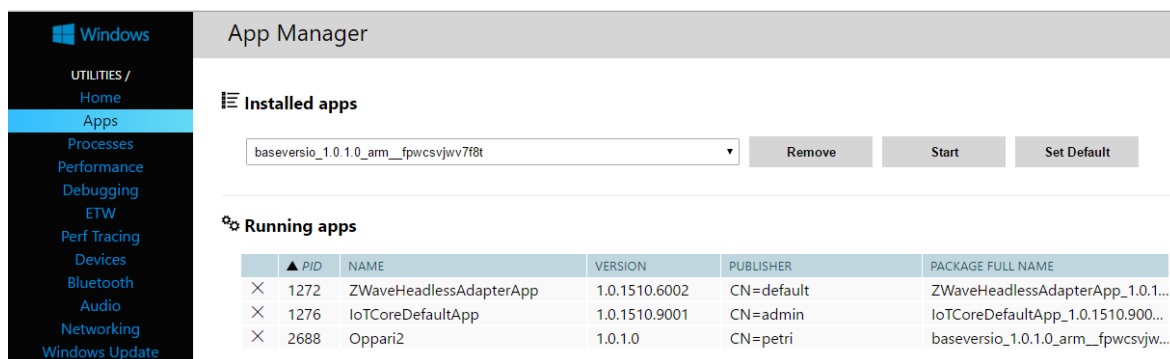 Windows
UTILITIES /
Home
Apps
Processes
Performance
Debugging
ETW
Perf Tracing
Devices
Bluetooth
Audio
Networking
Windows Update
App Manager
Installed apps
baseversio_1.0.1.0_arm__fpwcsvjwv7f8t Remove Start Set Default
Running apps
PID NAME VERSION PUBLISHER PACKAGE FULL NAME
1272 ZWaveHeadlessAdapterApp 1.0.1510.6002 CN=default ZWaveHeadlessAdapterApp_1.0.1...
1276 IoTCoreDefaultApp 1.0.1510.9001 CN=admin IoTCoreDefaultApp_1.0.1510.900...
2688 Oppari2 1.0.1.0 CN=petri baseversio_1.0.1.0_arm__fpwcsvjw...